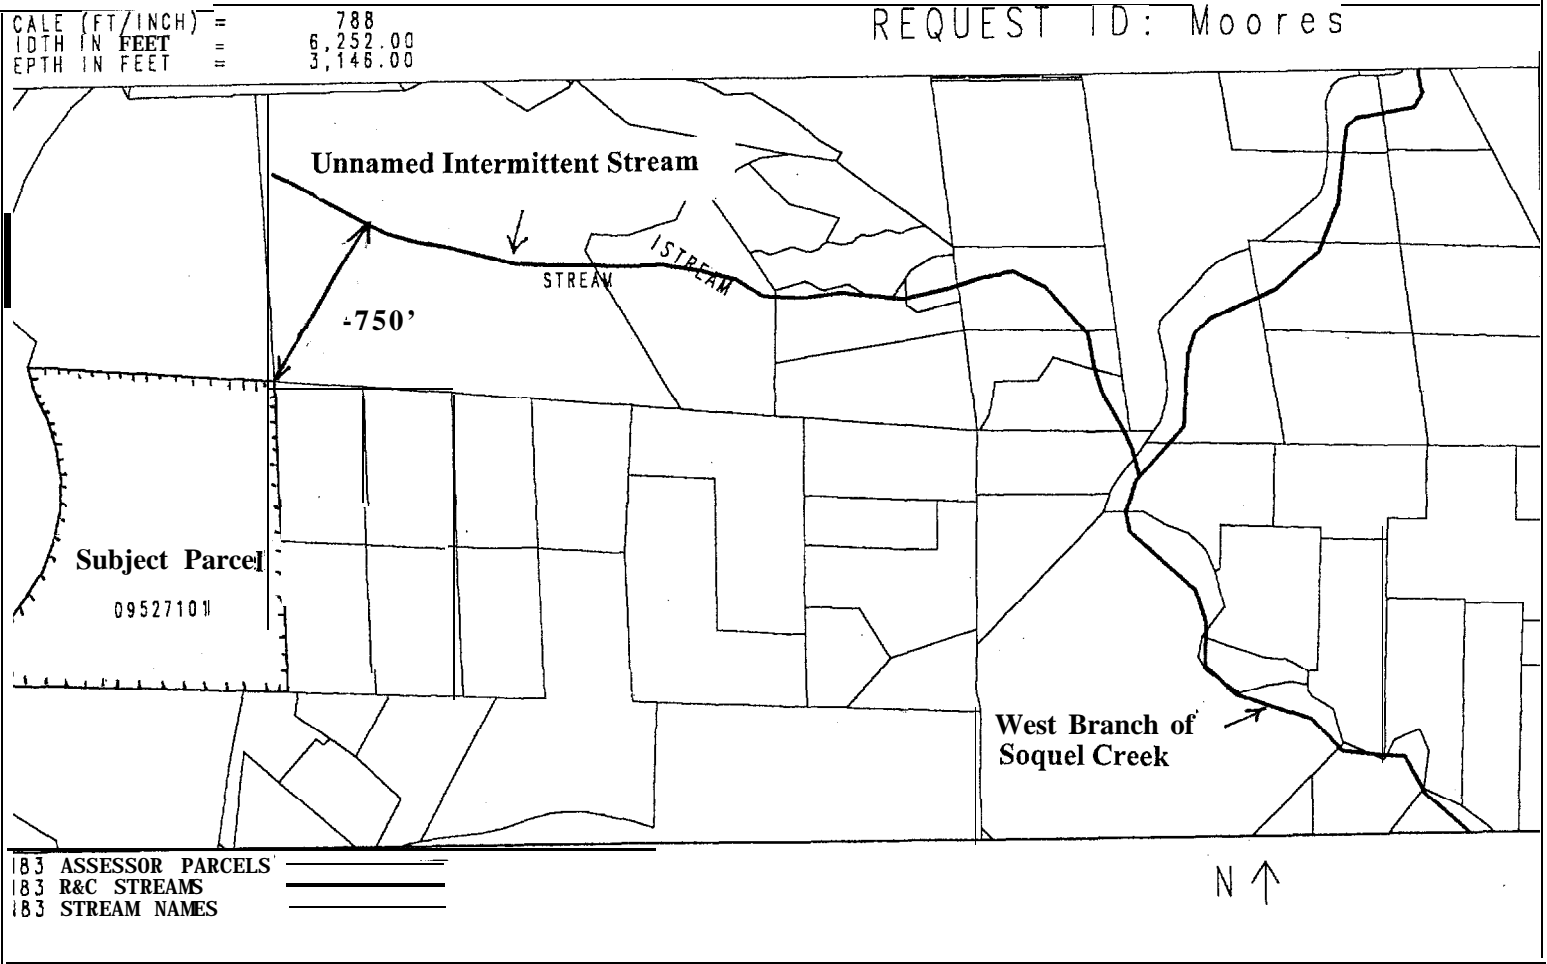 CALE (FT/INCH) = 788
IDTH IN FEET = 6,252.00
EPTH IN FEET = 3,146.00
REQUEST ID: Moores
Unnamed Intermittent Stream
ISTREAM
STREAM
-750'
Subject Parcel
09527101
West Branch of
Soquel Creek
183 ASSESSOR PARCELS
183 R&C STREAMS
183 STREAM NAMES
N